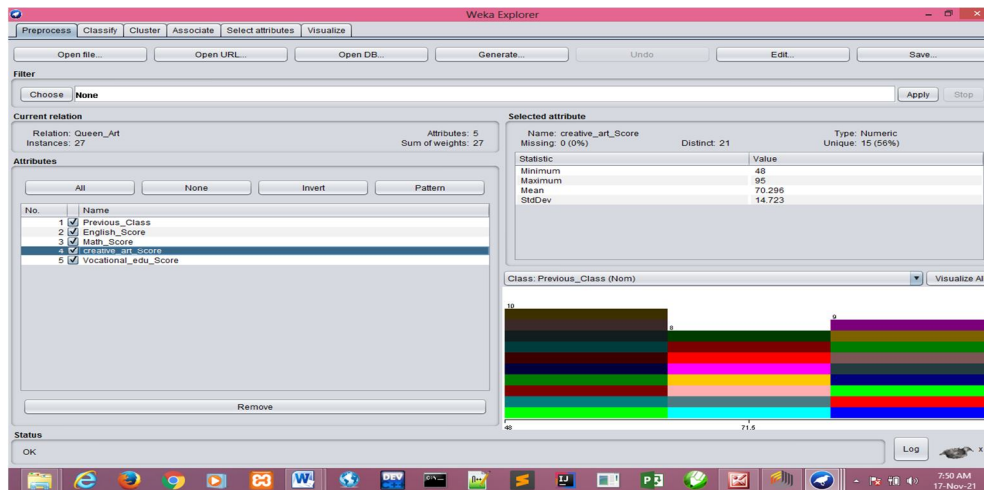 Weka Explorer
Preprocess Classify Cluster Associate Select attributes Visualize
Open file... Open URL... Open DB... Generate... Undo Edit... Save...
Filter
Choose None Apply Stop
Current relation
Relation: Queen_Art Attributes: 5
Instances: 27 Sum of weights: 27
Attributes
All None Invert Pattern
No. Name
1 Previous_Class
2 English_Score
3 Math_Score
4 creative_art_Score
5 Vocational_edu_Score
Remove
Selected attribute
Name: creative_art_Score Type: Numeric
Missing: 0 (0%) Distinct: 21 Unique: 15 (56%)
Statistic Value
Minimum 48
Maximum 95
Mean 70.296
StdDev 14.723
Class: Previous_Class (Nom) Visualize Al
10
8
9
48 71.5
Status
OK Log x
DEV
7:50 AM
17-Nov-21